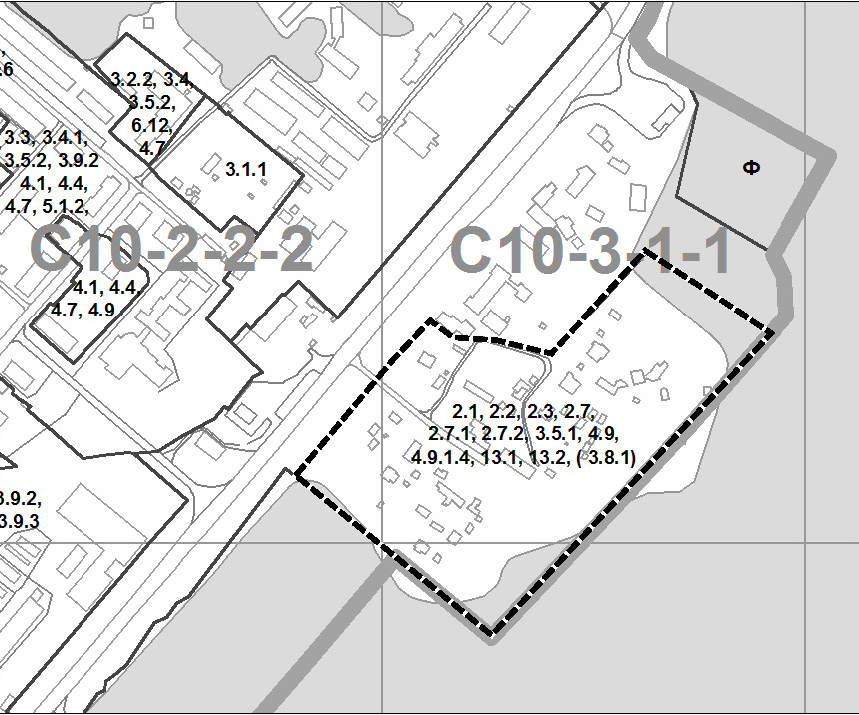 .6
3.2.2, 3.4,
3.5.2,
6.12,
4.7
3.3, 3.4.1,
3.5.2, 3.9.2
4.1, 4.4,
4.7, 5.1.2,
3.1.1
Ф
С10-2-2-2
С10-3-1-1
4.1, 4.4,
4.7, 4.9
2.1, 2.2, 2.3, 2.7,
2.7.1, 2.7.2, 3.5.1, 4.9,
4.9.1.4, 13.1, 13.2, ( 3.8.1)
3.9.2,
3.9.3